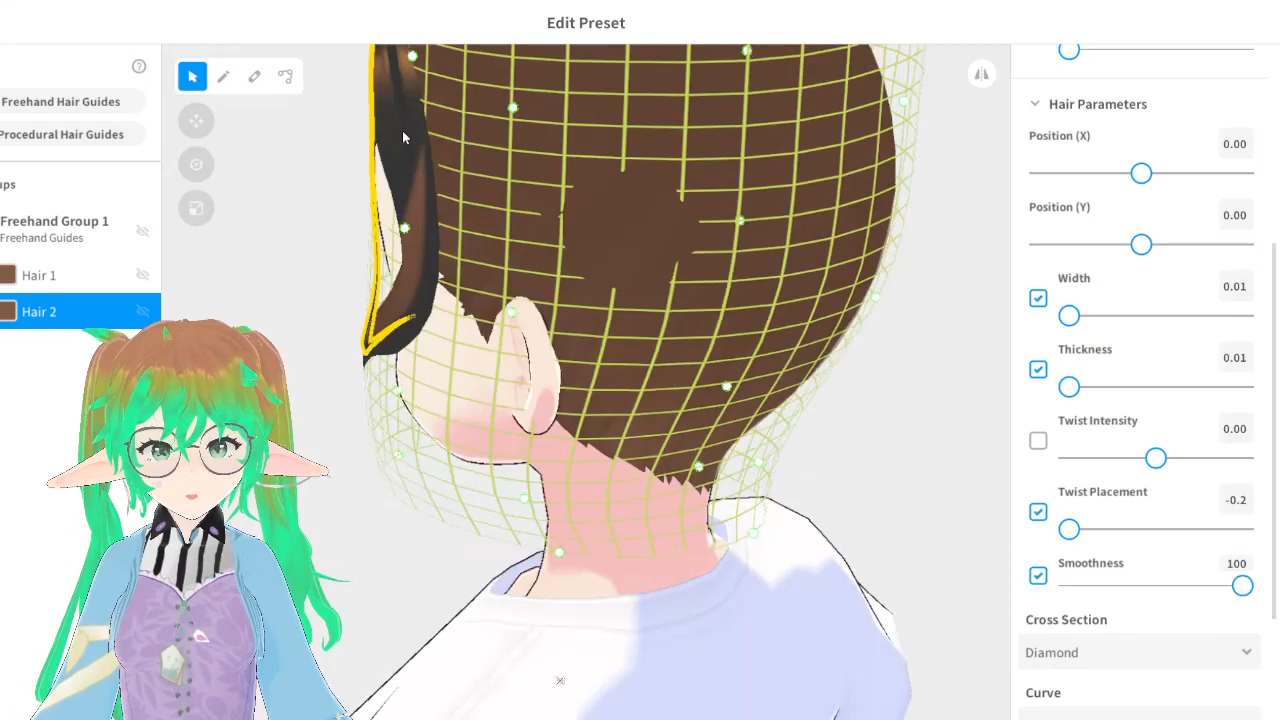 Edit Preset
Freehand Hair Guides
Procedural Hair Guides
ups
Freehand Group 1
Freehand Guides
Hair 1
Hair 2
Hair Parameters
Position (X)
0.00
Position (Y)
0.00
Width
0.01
Thickness
0.01
Twist Intensity
0.00
Twist Placement
-0.2
Smoothness
100
Cross Section
Diamond
Curve